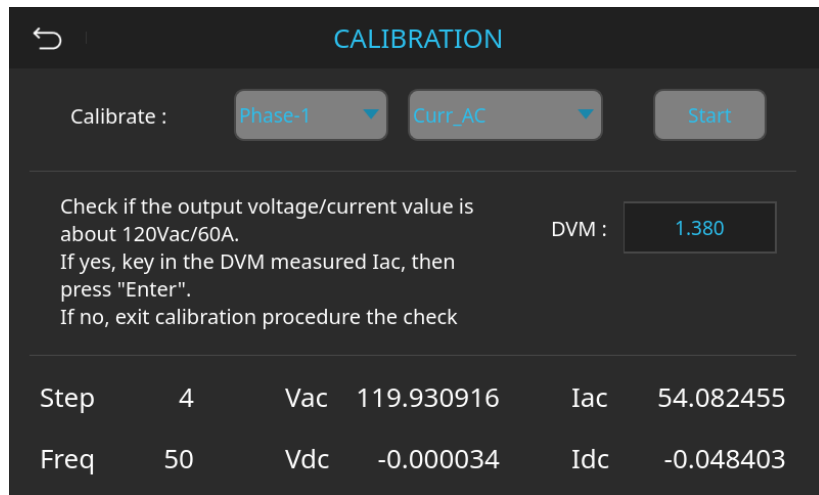 CALIBRATION
Calibrate : Phase-1 Curr_AC Start
Check if the output voltage/current value is
about 120Vac/60A.
If yes, key in the DVM measured Iac, then
press "Enter".
If no, exit calibration procedure the check
DVM : 1.380
Step 4 Vac 119.930916 Iac 54.082455
Freq 50 Vdc -0.000034 Idc -0.048403